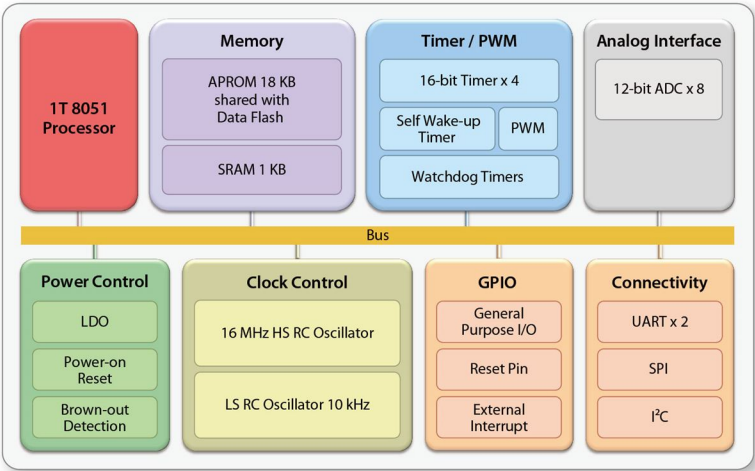 1T 8051
Processor
Memory
APROM 18 KB
shared with
Data Flash
SRAM 1 KB
Timer / PWM
16-bit Timer x 4
Self Wake-up
Timer
PWM
Watchdog Timers
Analog Interface
12-bit ADC x 8
Bus
Power Control
LDO
Power-on
Reset
Brown-out
Detection
Clock Control
16 MHz HS RC Oscillator
LS RC Oscillator 10 kHz
GPIO
General
Purpose I/O
Reset Pin
External
Interrupt
Connectivity
UART x 2
SPI
I²C